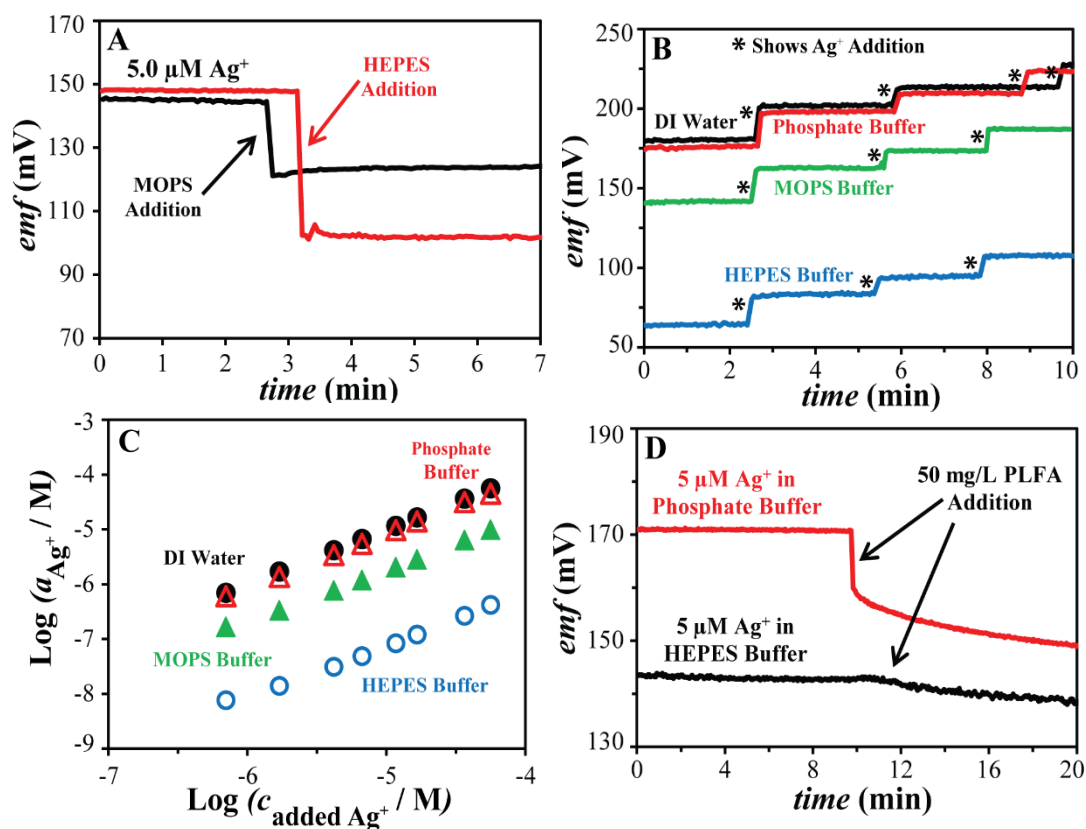 A
5.0 µM Ag⁺
HEPES
Addition
MOPS
Addition
170
150
130
110
90
70
emf (mV)
0 1 2 3 4 5 6 7
time (min)
B
* Shows Ag⁺ Addition
DI Water
Phosphate Buffer
MOPS Buffer
HEPES Buffer
* * * * * * * * *
250
200
150
100
50
emf (mV)
0 2 4 6 8 10
time (min)
C
Phosphate
Buffer
DI Water
MOPS Buffer
HEPES Buffer
-3
-4
-5
-6
-7
-8
-9
Log (a Ag⁺ / M)
-7 -6 -5 -4
Log (c added Ag⁺ / M)
D
5 µM Ag⁺ in
Phosphate Buffer
50 mg/L PLFA
Addition
5 µM Ag⁺ in
HEPES Buffer
190
170
150
130
emf (mV)
0 4 8 12 16 20
time (min)